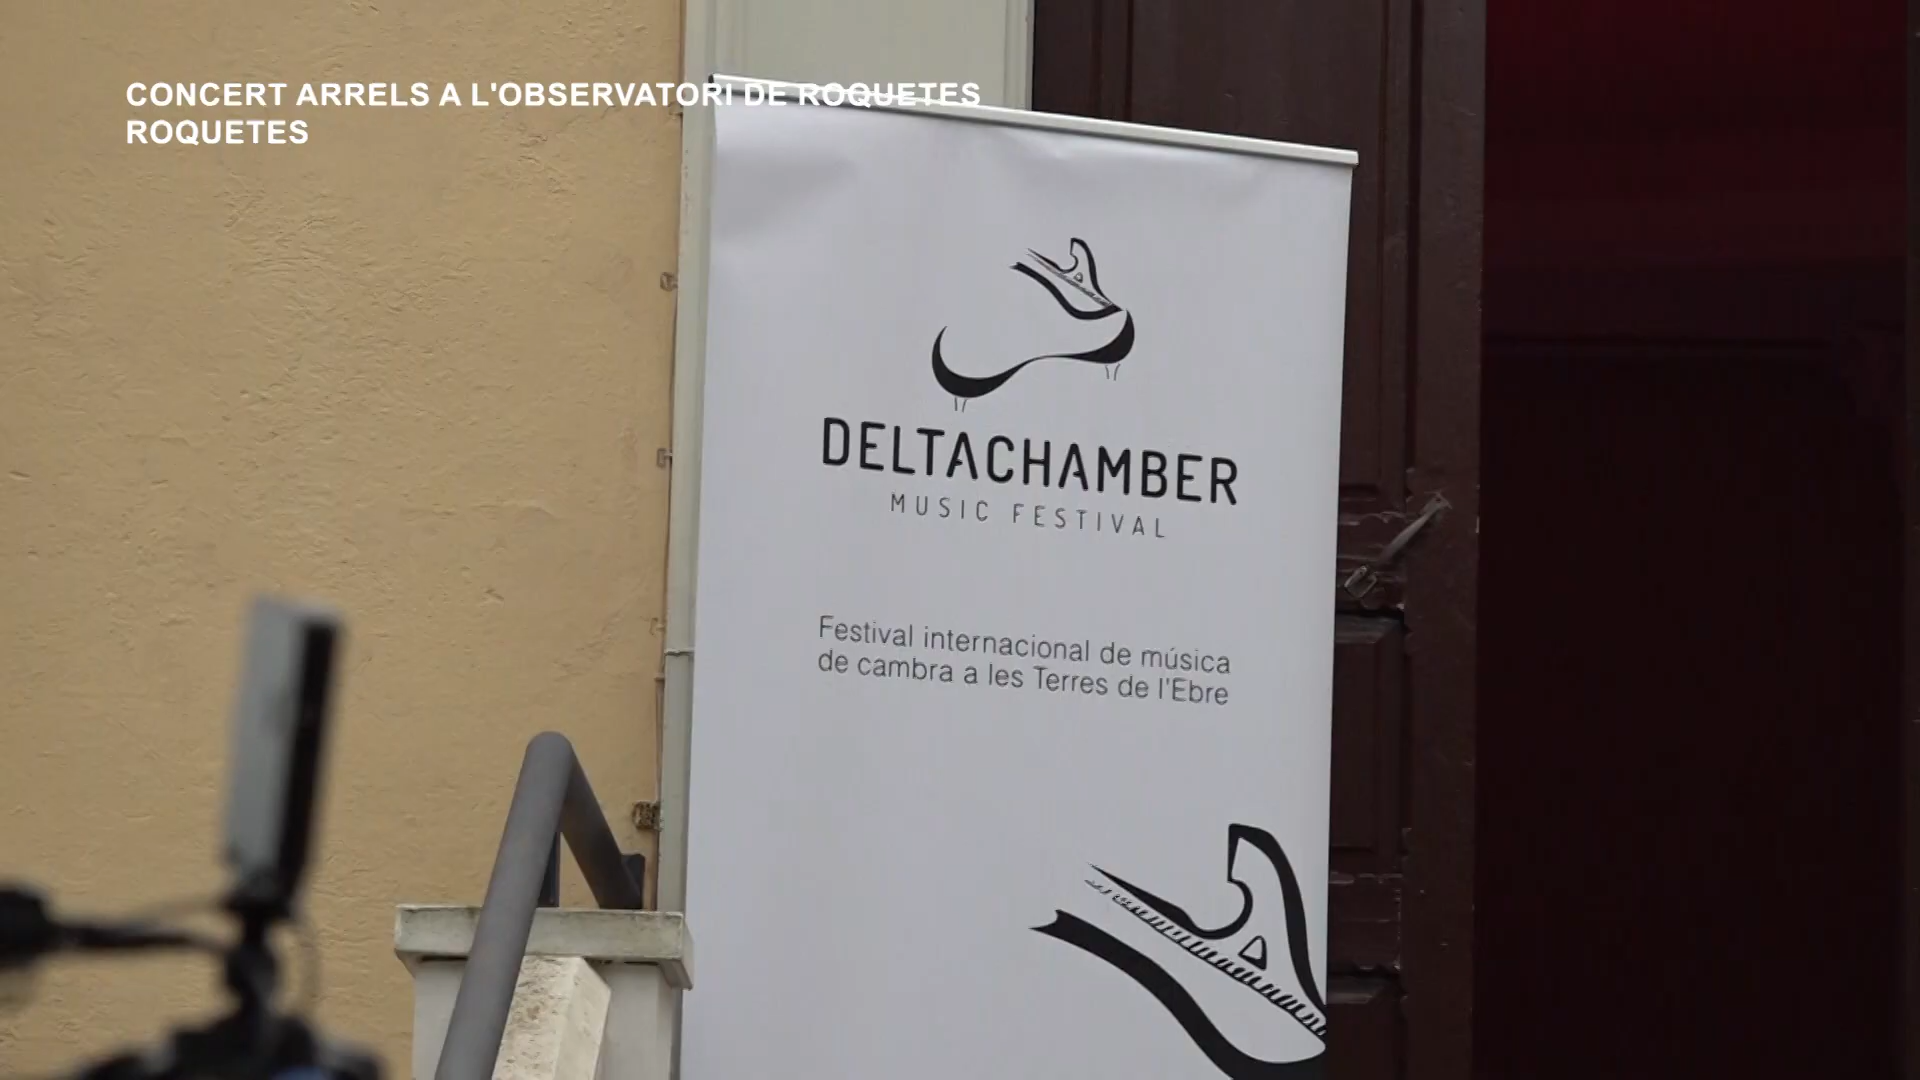 CONCERT ARRELS A L'OBSERVATORI DE ROQUETES
ROQUETES
DELTACHAMBER
MUSIC FESTIVAL
Festival internacional de música
de cambra a les Terres de l'Ebre